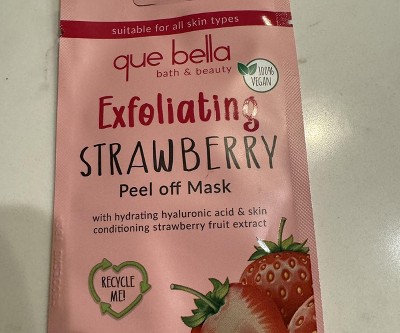 suitable for all skin types
que bella
bath & beauty
100%
VEGAN
Exfoliating
STRAWBERRY
Peel off Mask
with hydrating hyaluronic acid & skin
conditioning strawberry fruit extract
RECYCLE
ME!